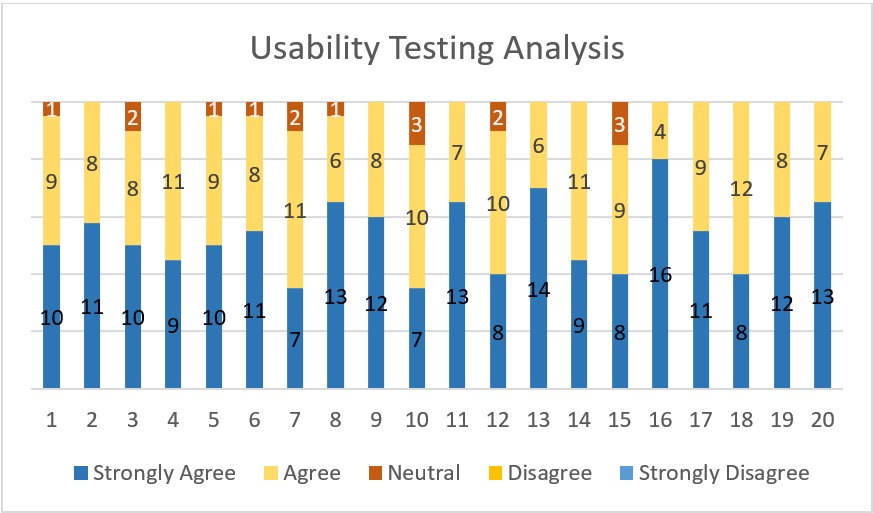 Usability Testing Analysis
1 2 1 1 2 1 3 2 3
9 8 8 11 9 8 11 6 8 10 7 10 6 11 9 4 9 12 8 7
10 11 10 9 10 11 7 13 12 7 13 8 14 9 8 16 11 8 12 13
1 2 3 4 5 6 7 8 9 10 11 12 13 14 15 16 17 18 19 20
Strongly Agree Agree Neutral Disagree Strongly Disagree